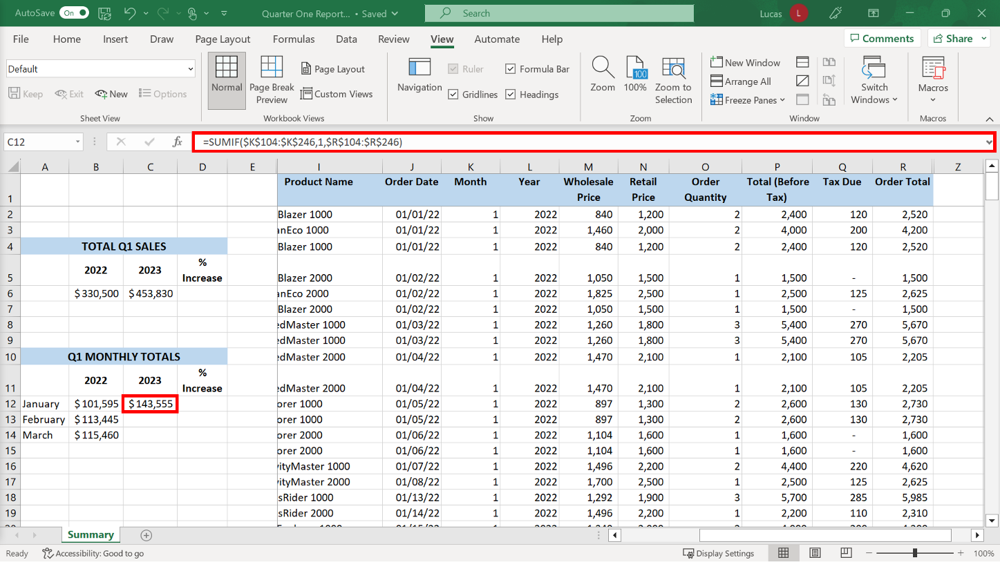 AutoSave On Quarter One Report... • Saved Search Lucas L
File Home Insert Draw Page Layout Formulas Data Review View Automate Help Comments Share
Default
Keep Exit New Options
Sheet View
Normal Page Break Preview Page Layout Custom Views
Workbook Views
Navigation Ruler Formula Bar Gridlines Headings
Show
Zoom 100 100% Zoom to Selection
Zoom
New Window Arrange All Freeze Panes Switch Windows
Window
Macros
Macros
C12 fx =SUMIF($K$104:$K$246,1,$R$104:$R$246)
A B C D E I J K L M N O P Q R Z
1 Product Name Order Date Month Year Wholesale Price Retail Price Order Quantity Total (Before Tax) Tax Due Order Total
2 Blazer 1000 01/01/22 1 2022 840 1,200 2 2,400 120 2,520
3 anEco 1000 01/01/22 1 2022 1,460 2,000 2 4,000 200 4,200
4 TOTAL Q1 SALES Blazer 1000 01/01/22 1 2022 840 1,200 2 2,400 120 2,520
5 2022 2023 % Increase Blazer 2000 01/02/22 1 2022 1,050 1,500 1 1,500 - 1,500
6 $ 330,500 $ 453,830 anEco 2000 01/02/22 1 2022 1,825 2,500 1 2,500 125 2,625
7 Blazer 2000 01/02/22 1 2022 1,050 1,500 1 1,500 - 1,500
8 edMaster 1000 01/03/22 1 2022 1,260 1,800 3 5,400 270 5,670
9 edMaster 1000 01/03/22 1 2022 1,260 1,800 3 5,400 270 5,670
10 Q1 MONTHLY TOTALS edMaster 2000 01/04/22 1 2022 1,470 2,100 1 2,100 105 2,205
11 2022 2023 % Increase edMaster 2000 01/04/22 1 2022 1,470 2,100 1 2,100 105 2,205
12 January $ 101,595 $ 143,555 orer 1000 01/05/22 1 2022 897 1,300 2 2,600 130 2,730
13 February $ 113,445 orer 1000 01/05/22 1 2022 897 1,300 2 2,600 130 2,730
14 March $ 115,460 orer 2000 01/06/22 1 2022 1,104 1,600 1 1,600 - 1,600
15 orer 2000 01/06/22 1 2022 1,104 1,600 1 1,600 - 1,600
16 vityMaster 1000 01/07/22 1 2022 1,496 2,200 2 4,400 220 4,620
17 vityMaster 2000 01/08/22 1 2022 1,700 2,500 1 2,500 125 2,625
18 sRider 1000 01/13/22 1 2022 1,292 1,900 3 5,700 285 5,985
19 sRider 2000 01/14/22 1 2022 1,496 2,200 1 2,200 110 2,310
Summary
Ready Accessibility: Good to go Display Settings 100%